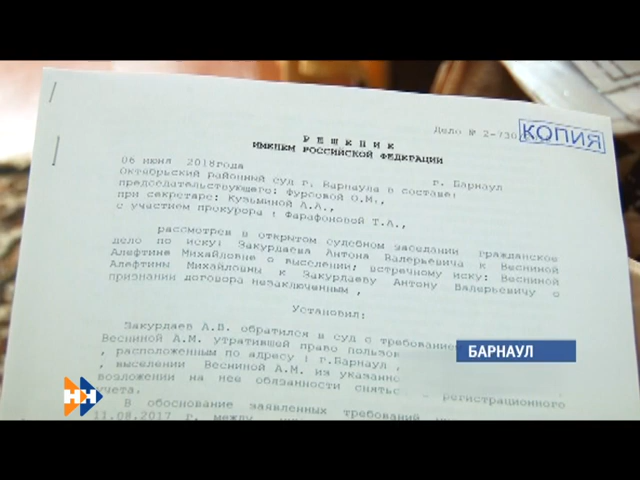 Дело № 2-730
КОПИЯ
РЕШЕНИЕ
ИМЕНЕМ РОССИЙСКОЙ ФЕДЕРАЦИИ
06 июня 2018года г. Барнаул
Октябрьский районный суд г. Барнаула в составе:
председательствующего: Фурсовой О.М.,
при секретаре: Кузьминой А.А.,
с участием прокурора : Фарафоновой Т.А.,
рассмотрев в открытом судебном заседании гражданское
дело по иску: Закурдаева Антона Валерьевича к Весниной
Алефтине Михайловне о выселении; встречному иску: Весниной
Алефтины Михайловны к Закурдаеву Антону Валерьевичу о
признании договора незаключенным ,
Установил:
Закурдаев А.В. обратился в суд с требованием
Весниной А.М. утратившей право пользов
, расположенным по адресу : г.Барнаул
, выселении Весниной А.М. из указанно
возложении на нее обязанности снятьс регистрационного
учета.
В обоснование заявленных требований
11.08.2017 г. между
БАРНАУЛ
НН